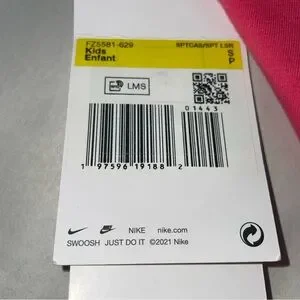 FZ5581-629 SPTCAS/SPT LSR
Kids S
Enfant P
LMS
01443
1 97596 19188 2
NIKE nike.com
SWOOSH JUST DO IT ©2021 Nike